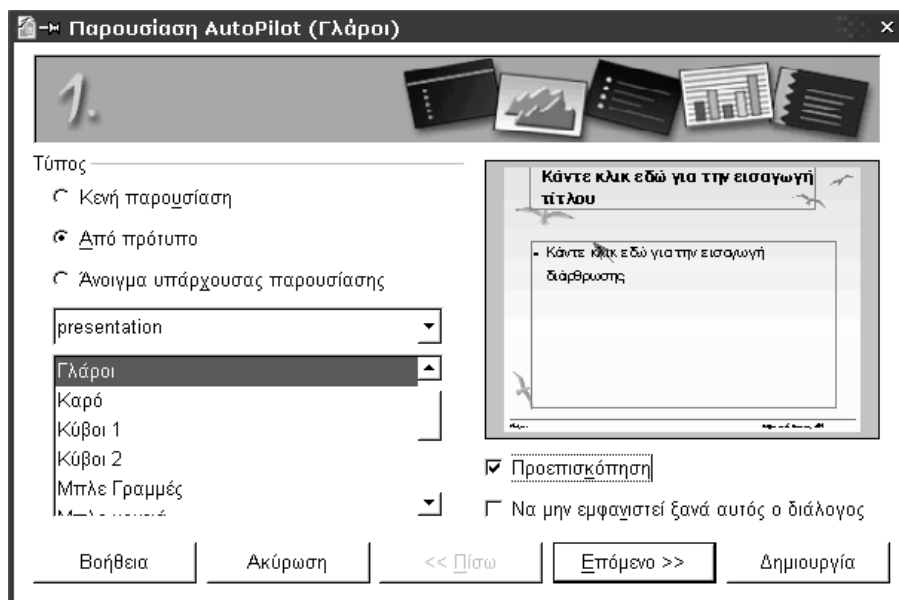 Παρουσίαση AutoPilot (Γλάροι)
1.
Τύπος
Κενή παρουσίαση
Από πρότυπο
Άνοιγμα υπάρχουσας παρουσίασης
presentation
Γλάροι
Καρό
Κύβοι 1
Κύβοι 2
Μπλε Γραμμές
Κάντε κλικ εδώ για την εισαγωγή
τίτλου
Κάντε κλικ εδώ για την εισαγωγή
διάρθρωσης
Προεπισκόπηση
Να μην εμφανιστεί ξανά αυτός ο διάλογος
Βοήθεια
Ακύρωση
<< Πίσω
Επόμενο >>
Δημιουργία